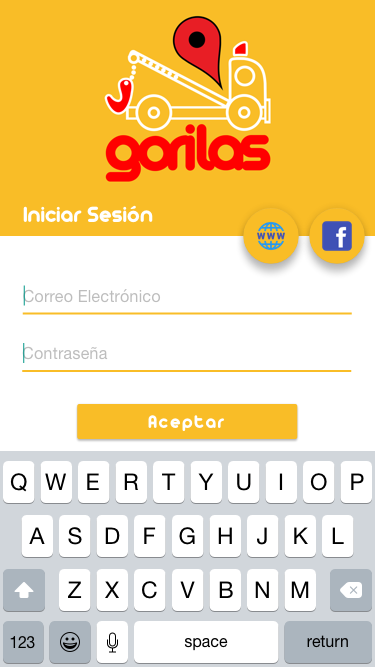 gorilas
Iniciar Sesión
WWW
f
Correo Electrónico
Contraseña
Aceptar
Q W E R T Y U I O P
A S D F G H J K L
Z X C V B N M
123 space return